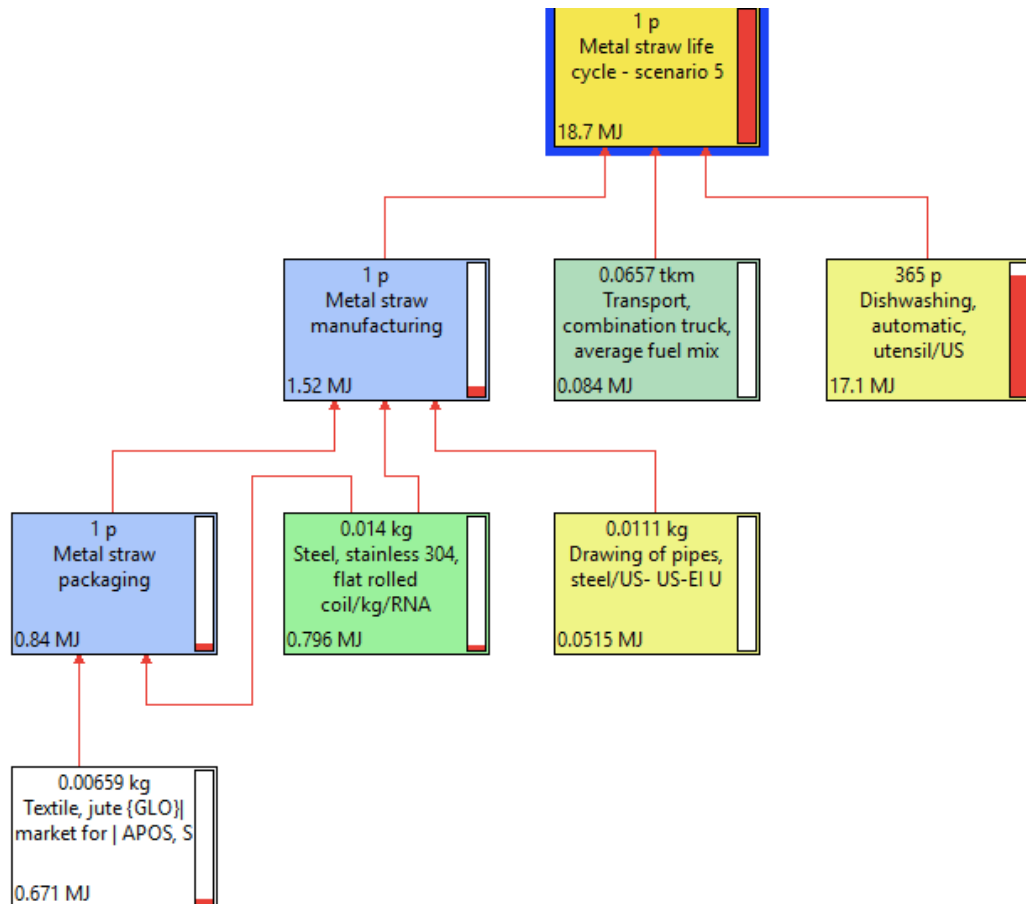 1 p
Metal straw life
cycle - scenario 5
18.7 MJ
1 p
Metal straw
manufacturing
1.52 MJ
0.0657 tkm
Transport,
combination truck,
average fuel mix
0.084 MJ
365 p
Dishwashing,
automatic,
utensil/US
17.1 MJ
1 p
Metal straw
packaging
0.84 MJ
0.014 kg
Steel, stainless 304,
flat rolled
coil/kg/RNA
0.796 MJ
0.0111 kg
Drawing of pipes,
steel/US- US-EI U
0.0515 MJ
0.00659 kg
Textile, jute {GLO}|
market for | APOS, S
0.671 MJ